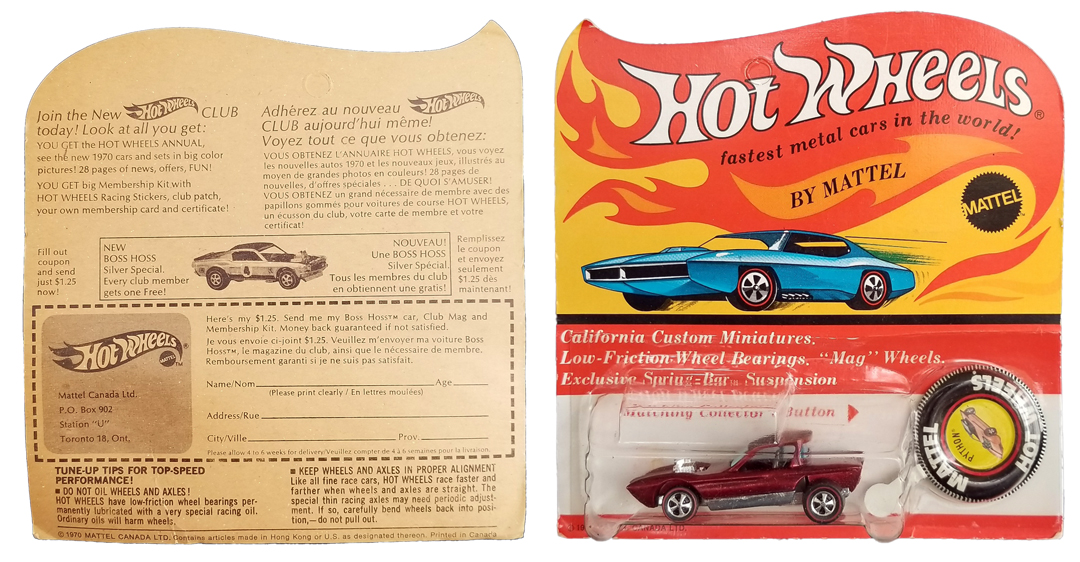 Join the New Hot Wheels CLUB
today! Look at all you get:
YOU GET the HOT WHEELS ANNUAL,
see the new 1970 cars and sets in big color
pictures! 28 pages of news, offers, FUN!
YOU GET big Membership Kit with
HOT WHEELS Racing Stickers, club patch,
your own membership card and certificate!
Adhèrez au nouveau Hot Wheels
CLUB aujourd'hui même!
Voyez tout ce que vous obtenez:
VOUS OBTENEZ L'ANNUAIRE HOT WHEELS, vous voyez
les nouvelles autos 1970 et les nouveaux jeux, illustrés au
moyen de grandes photos en couleurs! 28 pages de
nouvelles, d'offres spéciales . . . DE QUOI S'AMUSER!
VOUS OBTENEZ un grand nécessaire de membre avec des
papillons gommés pour voitures de course HOT WHEELS,
un écusson du club, votre carte de membre et votre
certificat!
Fill out
coupon
and send
just $1.25
now!
NEW
BOSS HOSS
Silver Special.
Every club member
gets one Free!
4
NOUVEAU!
Une BOSS HOSS
Silver Spécial.
Tous les membres du club
en obtiennent une gratis!
Remplissez
le coupon
et envoyez
seulement
$1.25 dès
maintenant!
Hot Wheels®
MATTEL
Mattel Canada Ltd.
P.O. Box 902
Station "U"
Toronto 18, Ont,
Here's my $1.25. Send me my Boss Hoss™ car, Club Mag and
Membership Kit. Money back guaranteed if not satisfied.
Je vous envoie ci-joint $1.25. Veuillez m'envoyer ma voiture Boss
Hoss™, le magazine du club, ainsi que le nécessaire de membre.
Remboursement garanti si je ne suis pas satisfait.
Name/Nom Age
(Please print clearly / En lettres moulées)
Address/Rue
City/Ville Prov.
Please allow 4 to 6 weeks for delivery/Veuillez compter de 4 à 6 semaines pour la livraison.
TUNE-UP TIPS FOR TOP-SPEED
PERFORMANCE!
■ DO NOT OIL WHEELS AND AXLES!
HOT WHEELS have low-friction wheel bearings per-
manently lubricated with a very special racing oil.
Ordinary oils will harm wheels.
■ KEEP WHEELS AND AXLES IN PROPER ALIGNMENT
Like all fine race cars, HOT WHEELS race faster and
farther when wheels and axles are straight. The
special thin racing axles may need periodic adjust-
ment. If so, carefully bend wheels back into posi-
tion,—do not pull out.
© 1970 MATTEL CANADA LTD. Contains articles made in Hong Kong or U.S. as designated thereon. Printed in Canada
Hot Wheels®
fastest metal cars in the world!
BY MATTEL
MATTEL
California Custom Miniatures.
Low-Friction Wheel Bearings. "Mag" Wheels.
Exclusive Spring-Bar™ Suspension
Matching Collector Button
MATTEL HOT WHEELS
PYTHON®
CANADA LTD.